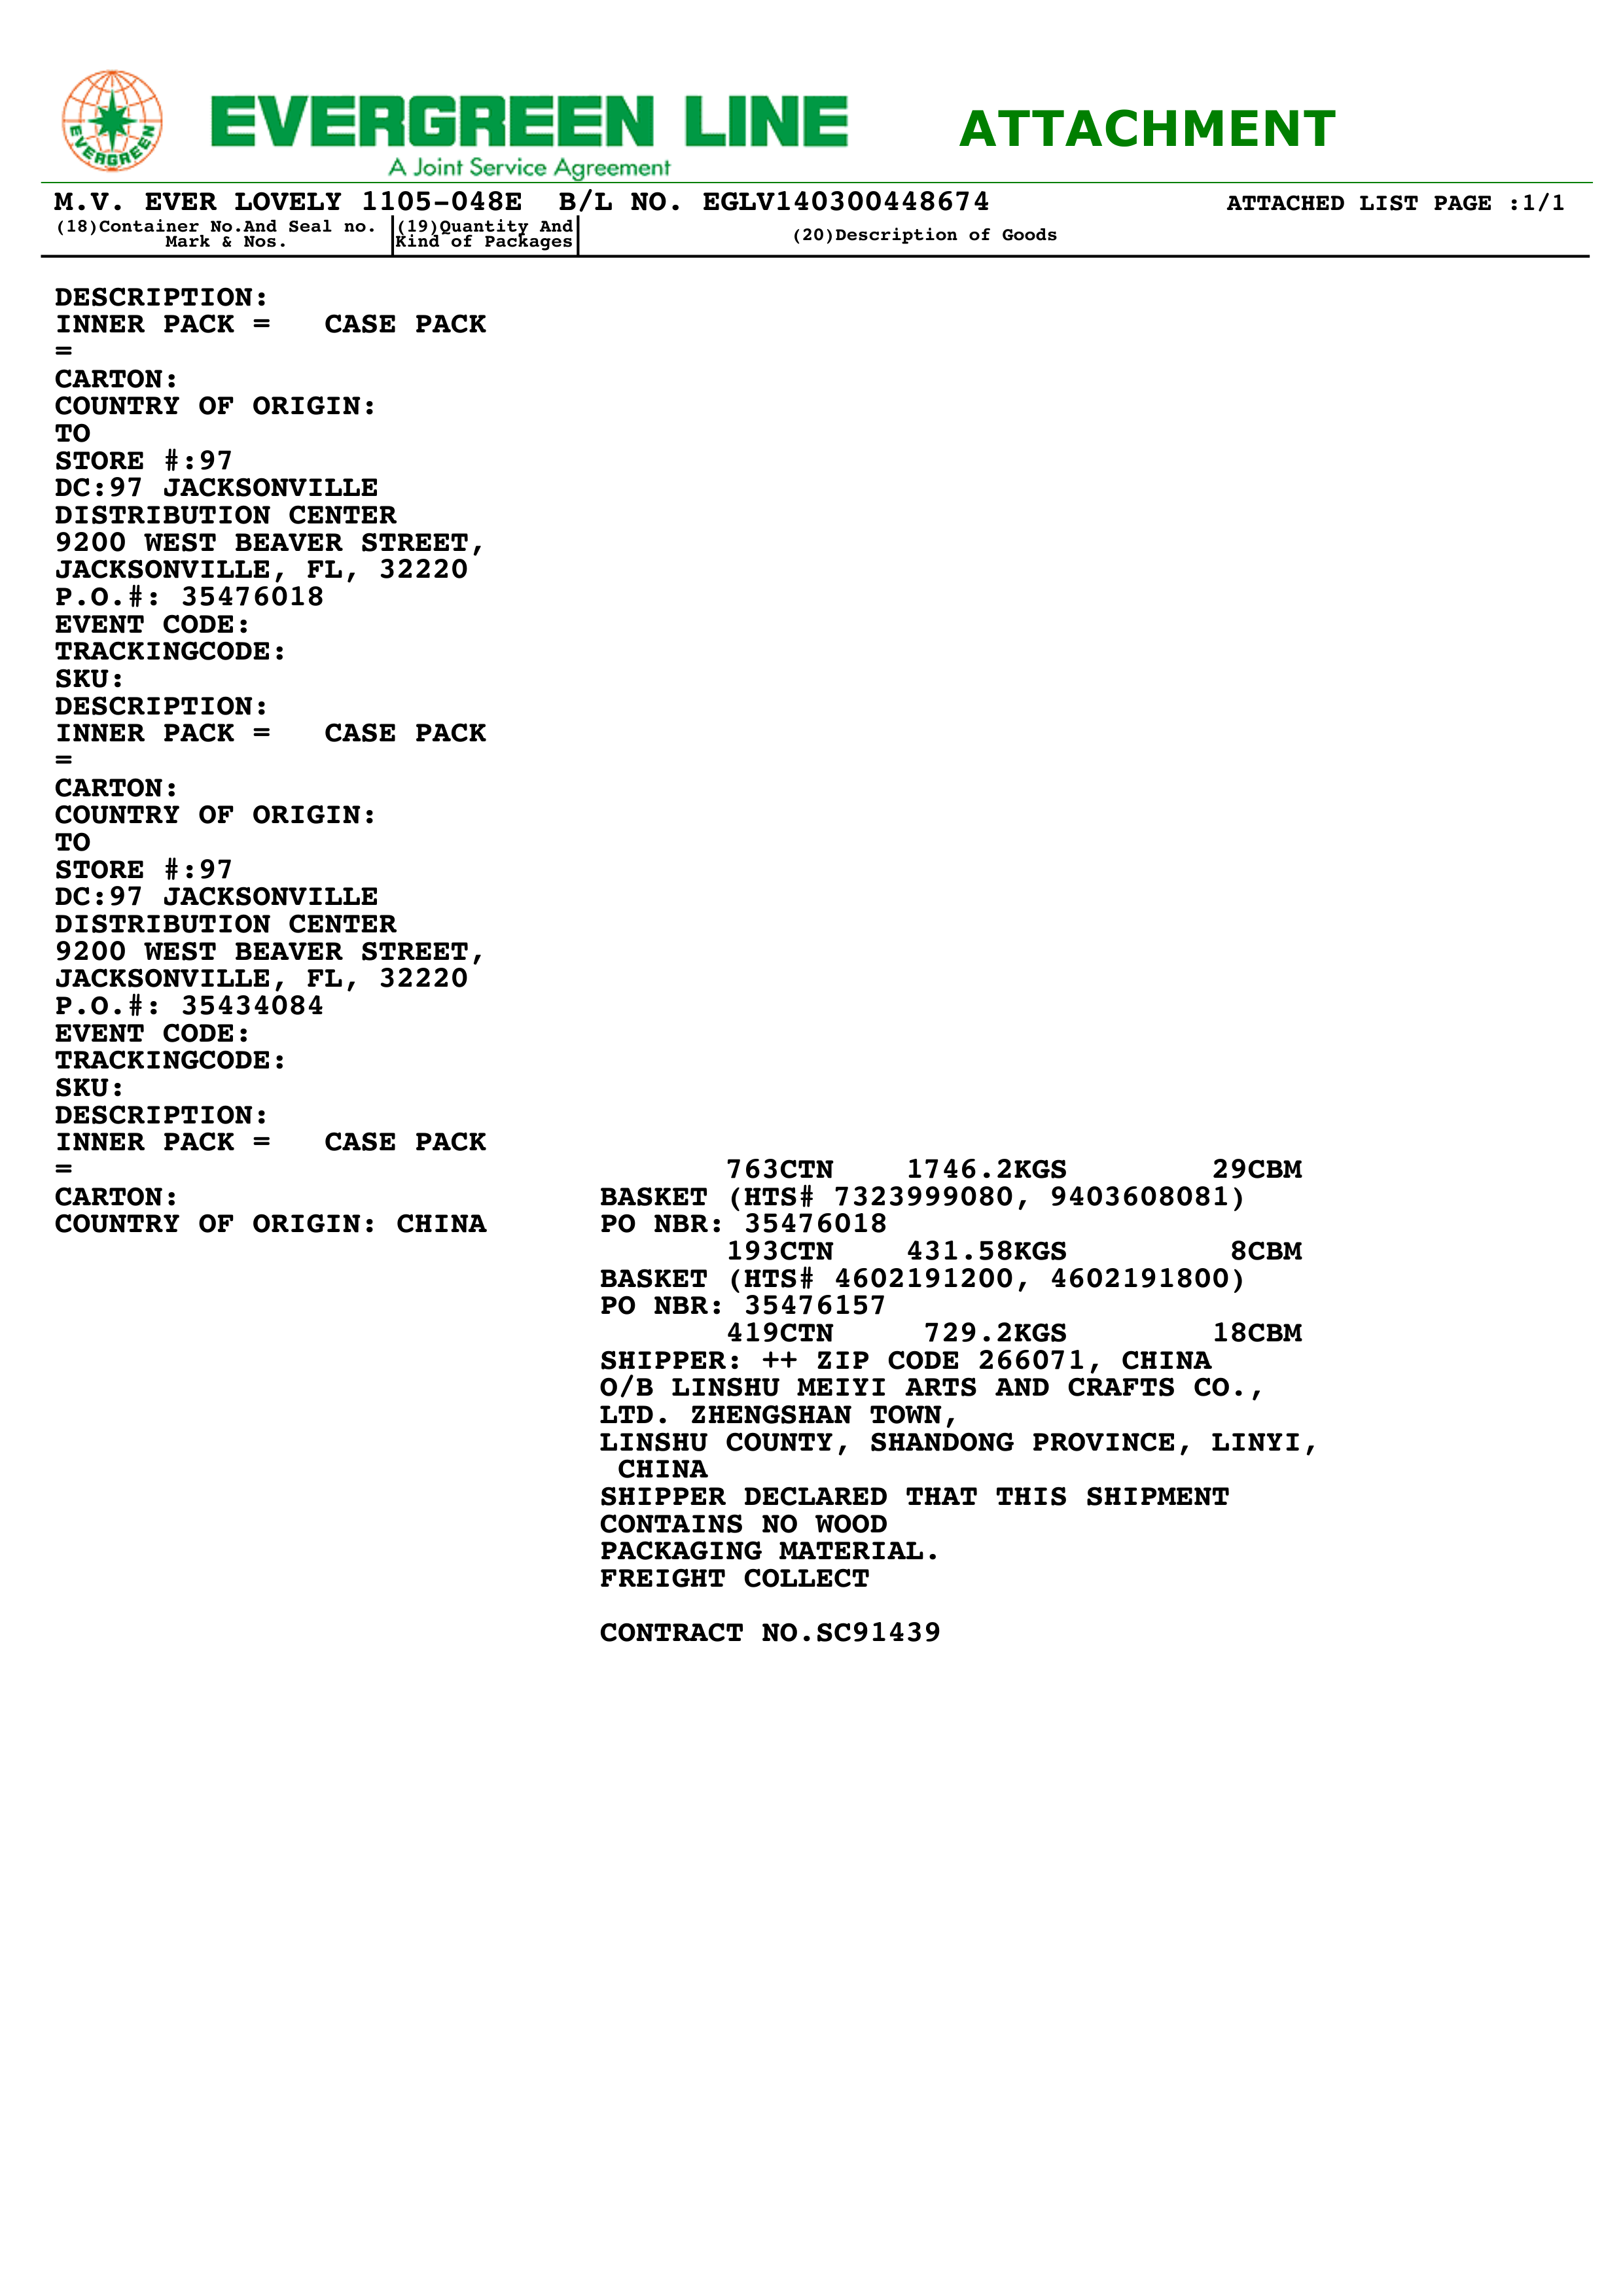 EVERGREEN
EVERGREEN LINE
A Joint Service Agreement
ATTACHMENT
M.V. EVER LOVELY 1105-048E B/L NO. EGLV140300448674 ATTACHED LIST PAGE :1/1
(18)Container No.And Seal no.
Mark & Nos.
(19)Quantity And
Kind of Packages
(20)Description of Goods
DESCRIPTION:
INNER PACK = CASE PACK
=
CARTON:
COUNTRY OF ORIGIN:
TO
STORE #:97
DC:97 JACKSONVILLE
DISTRIBUTION CENTER
9200 WEST BEAVER STREET,
JACKSONVILLE, FL, 32220
P.O.#: 35476018
EVENT CODE:
TRACKINGCODE:
SKU:
DESCRIPTION:
INNER PACK = CASE PACK
=
CARTON:
COUNTRY OF ORIGIN:
TO
STORE #:97
DC:97 JACKSONVILLE
DISTRIBUTION CENTER
9200 WEST BEAVER STREET,
JACKSONVILLE, FL, 32220
P.O.#: 35434084
EVENT CODE:
TRACKINGCODE:
SKU:
DESCRIPTION:
INNER PACK = CASE PACK
=
CARTON:
COUNTRY OF ORIGIN: CHINA
763CTN 1746.2KGS 29CBM
BASKET (HTS# 7323999080, 9403608081)
PO NBR: 35476018
193CTN 431.58KGS 8CBM
BASKET (HTS# 4602191200, 4602191800)
PO NBR: 35476157
419CTN 729.2KGS 18CBM
SHIPPER: ++ ZIP CODE 266071, CHINA
O/B LINSHU MEIYI ARTS AND CRAFTS CO.,
LTD. ZHENGSHAN TOWN,
LINSHU COUNTY, SHANDONG PROVINCE, LINYI,
CHINA
SHIPPER DECLARED THAT THIS SHIPMENT
CONTAINS NO WOOD
PACKAGING MATERIAL.
FREIGHT COLLECT
CONTRACT NO.SC91439